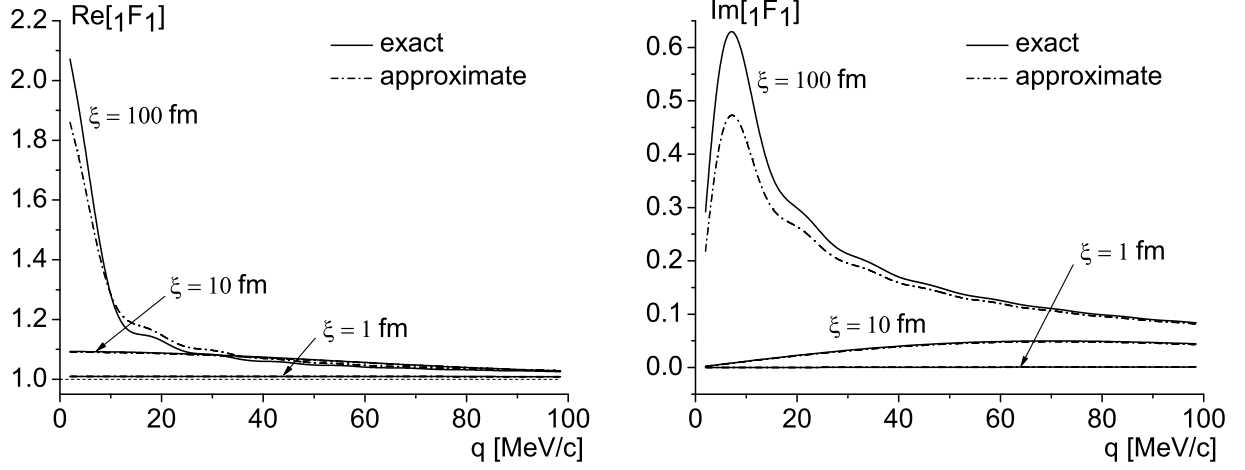 Re[₁F₁]
2.2
2.0
1.8
1.6
1.4
1.2
1.0
exact
approximate
ξ = 100 fm
ξ = 10 fm
ξ = 1 fm
0 20 40 60 80 100
q [MeV/c]
Im[₁F₁]
0.6
0.5
0.4
0.3
0.2
0.1
0.0
exact
approximate
ξ = 100 fm
ξ = 1 fm
ξ = 10 fm
0 20 40 60 80 100
q [MeV/c]